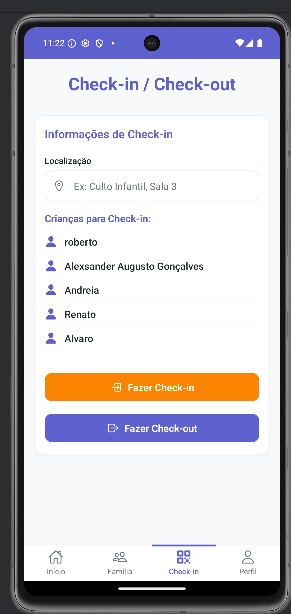 11:22
Check-in / Check-out
Informações de Check-in
Localização
Ex: Culto Infantil, Sala 3
Crianças para Check-in:
roberto
Alexsander Augusto Gonçalves
Andreia
Renato
Alvaro
Fazer Check-in
Fazer Check-out
Início Família Check-in Perfil